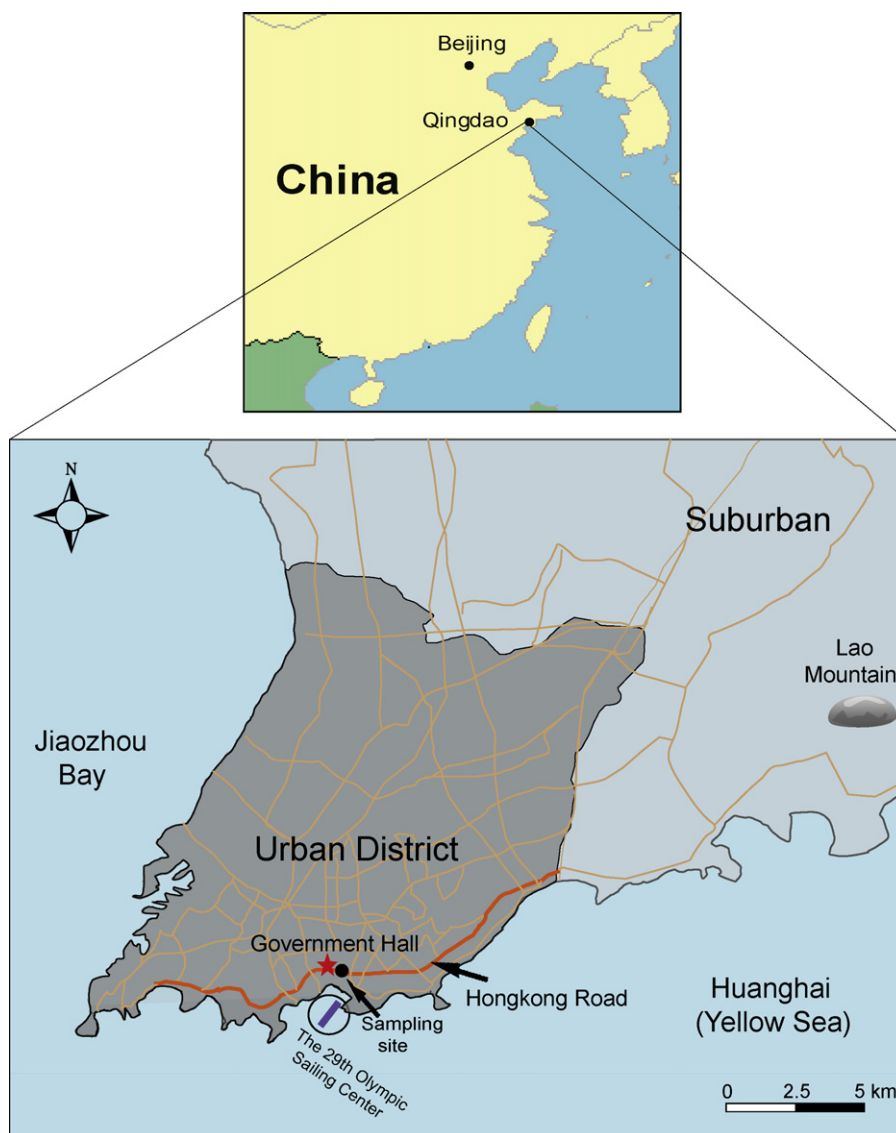 Beijing
Qingdao
China
N
Suburban
Lao
Mountain
Jiaozhou
Bay
Urban District
Government Hall
Hongkong Road
Sampling
site
Huanghai
(Yellow Sea)
The 29th Olympic
Sailing Center
0 2.5 5 km